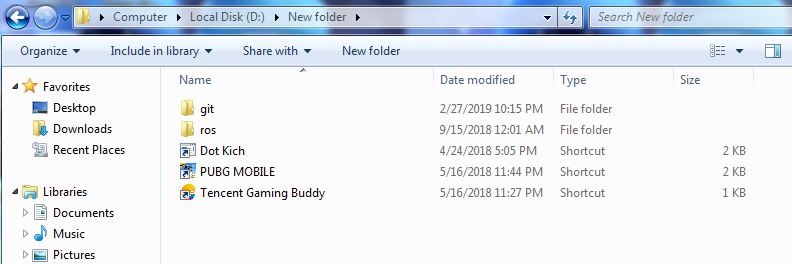 Computer Local Disk (D:) New folder Search New folder
Organize Include in library Share with New folder
Name Date modified Type Size
Favorites
Desktop
Downloads
Recent Places
Libraries
Documents
Music
Pictures
git 2/27/2019 10:15 PM File folder
ros 9/15/2018 12:01 AM File folder
Dot Kich 4/24/2018 5:05 PM Shortcut 2 KB
PUBG MOBILE 5/16/2018 11:44 PM Shortcut 2 KB
Tencent Gaming Buddy 5/16/2018 11:27 PM Shortcut 1 KB